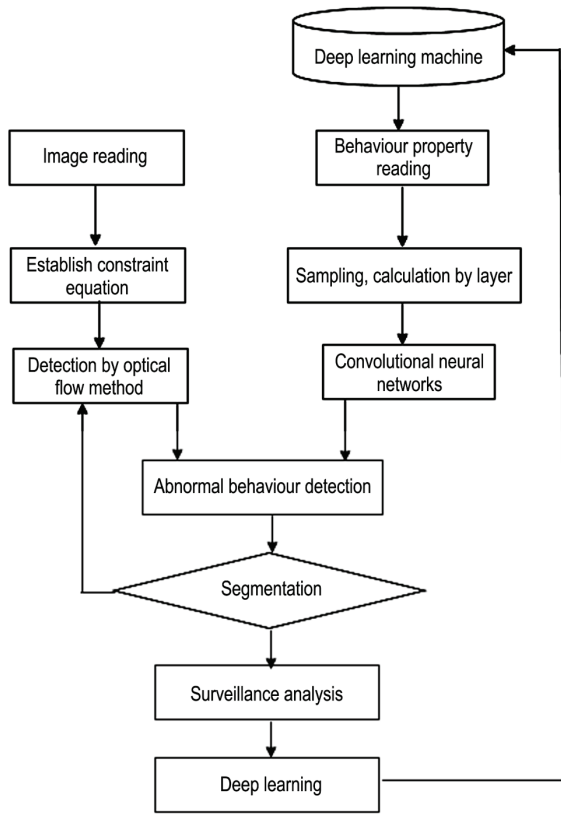 Deep learning machine
Image reading
Behaviour property
reading
Establish constraint
equation
Sampling, calculation by layer
Detection by optical
flow method
Convolutional neural
networks
Abnormal behaviour detection
Segmentation
Surveillance analysis
Deep learning